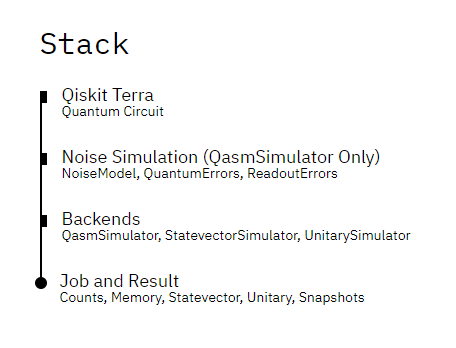 Stack
Qiskit Terra
Quantum Circuit
Noise Simulation (QasmSimulator Only)
NoiseModel, QuantumErrors, ReadoutErrors
Backends
QasmSimulator, StatevectorSimulator, UnitarySimulator
Job and Result
Counts, Memory, Statevector, Unitary, Snapshots